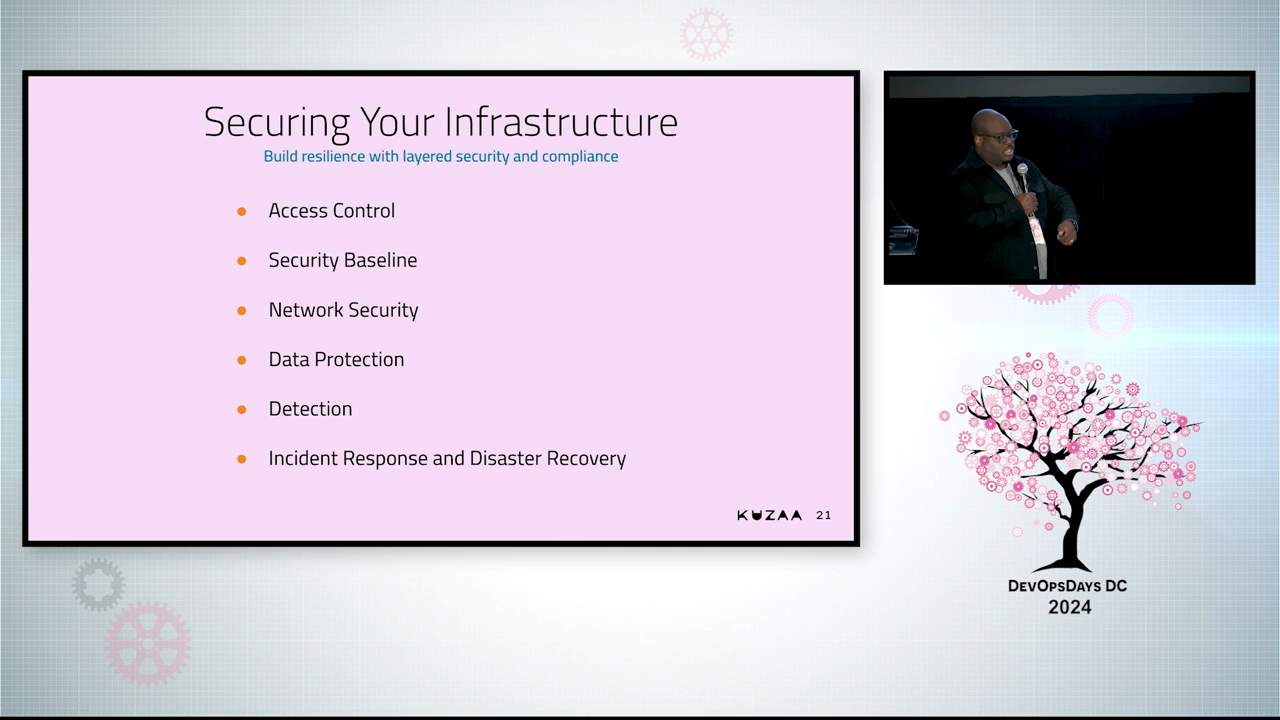 Securing Your Infrastructure
Build resilience with layered security and compliance
Access Control
Security Baseline
Network Security
Data Protection
Detection
Incident Response and Disaster Recovery
KUZAA 21
DevOpsDays DC
2024